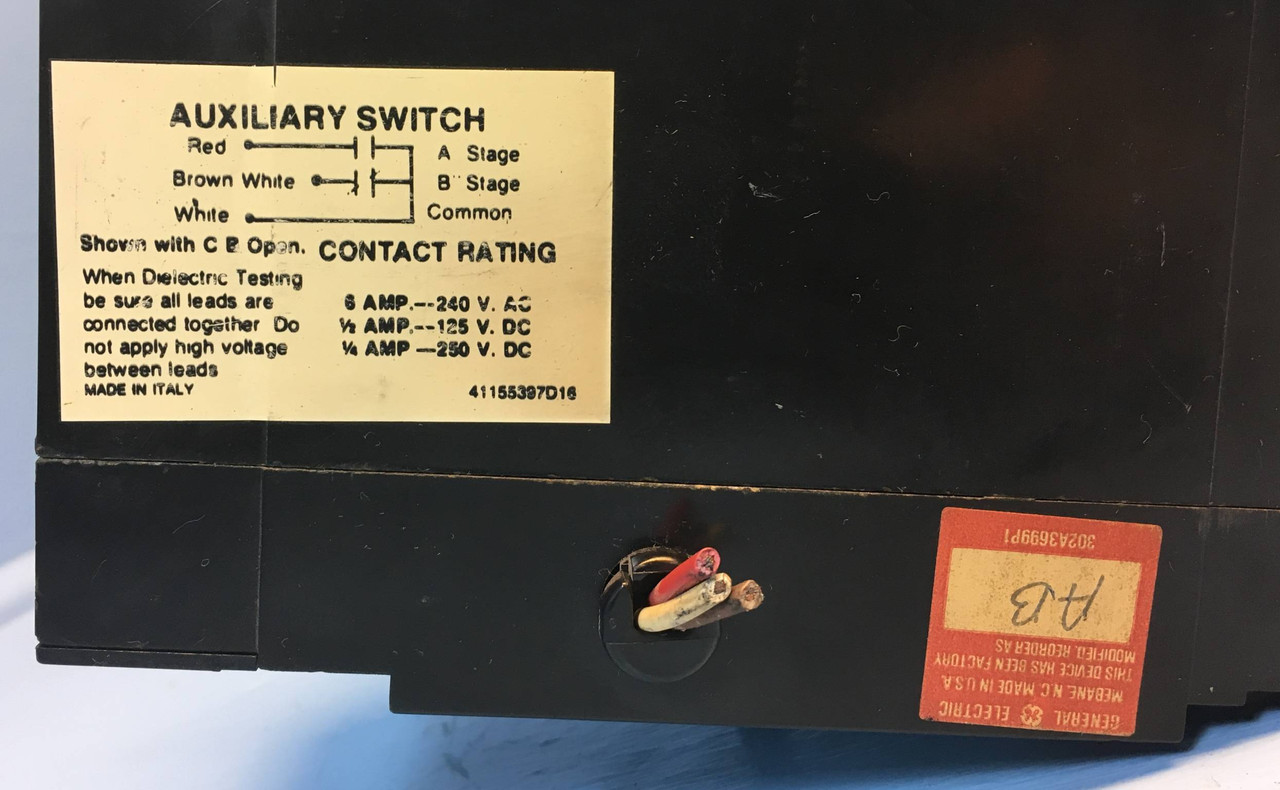 AUXILIARY SWITCH
Red A Stage
Brown White B Stage
White Common
Shown with C B Open. CONTACT RATING
When Dielectric Testing
be sure all leads are 6 AMP.--240 V. AC
connected together Do ½ AMP.--125 V. DC
not apply high voltage ¼ AMP —250 V. DC
between leads
MADE IN ITALY 41155397D16
GENERAL ELECTRIC
MEBANE, N.C. MADE IN U.S.A.
THIS DEVICE HAS BEEN FACTORY
MODIFIED. REORDER AS
AB
302A3699P1